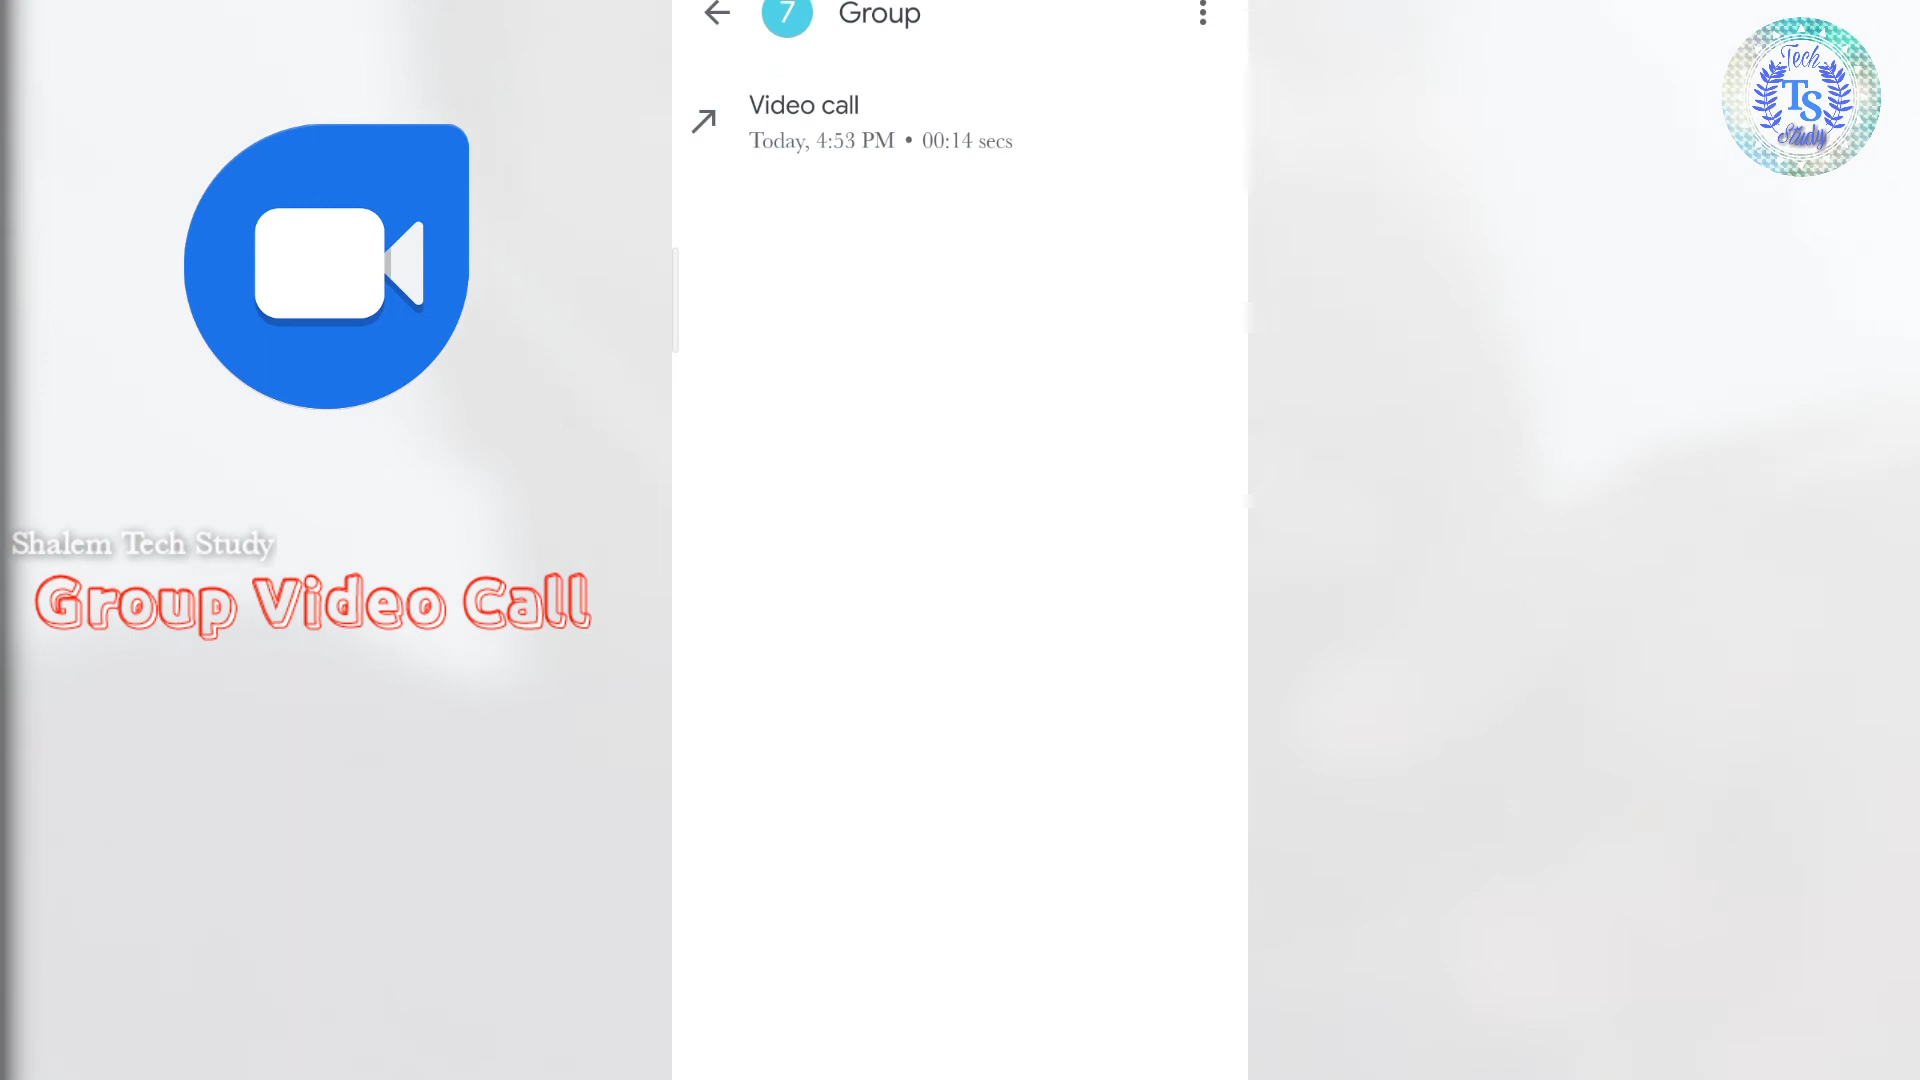 7 Group
Video call
Today, 4:53 PM • 00:14 secs
Tech
TS
Study
Shalem Tech Study
Group Video Call